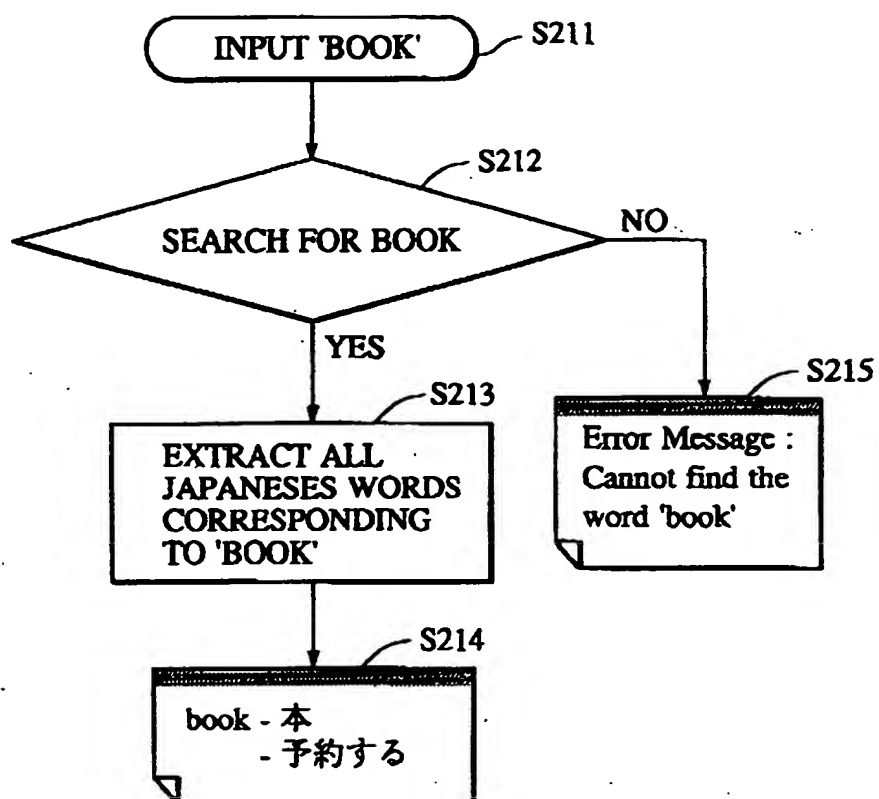 INPUT 'BOOK'
S211
S212
SEARCH FOR BOOK
NO
YES
S213
EXTRACT ALL
JAPANESES WORDS
CORRESPONDING
TO 'BOOK'
S215
Error Message :
Cannot find the
word 'book'
S214
book - 本
- 予約する